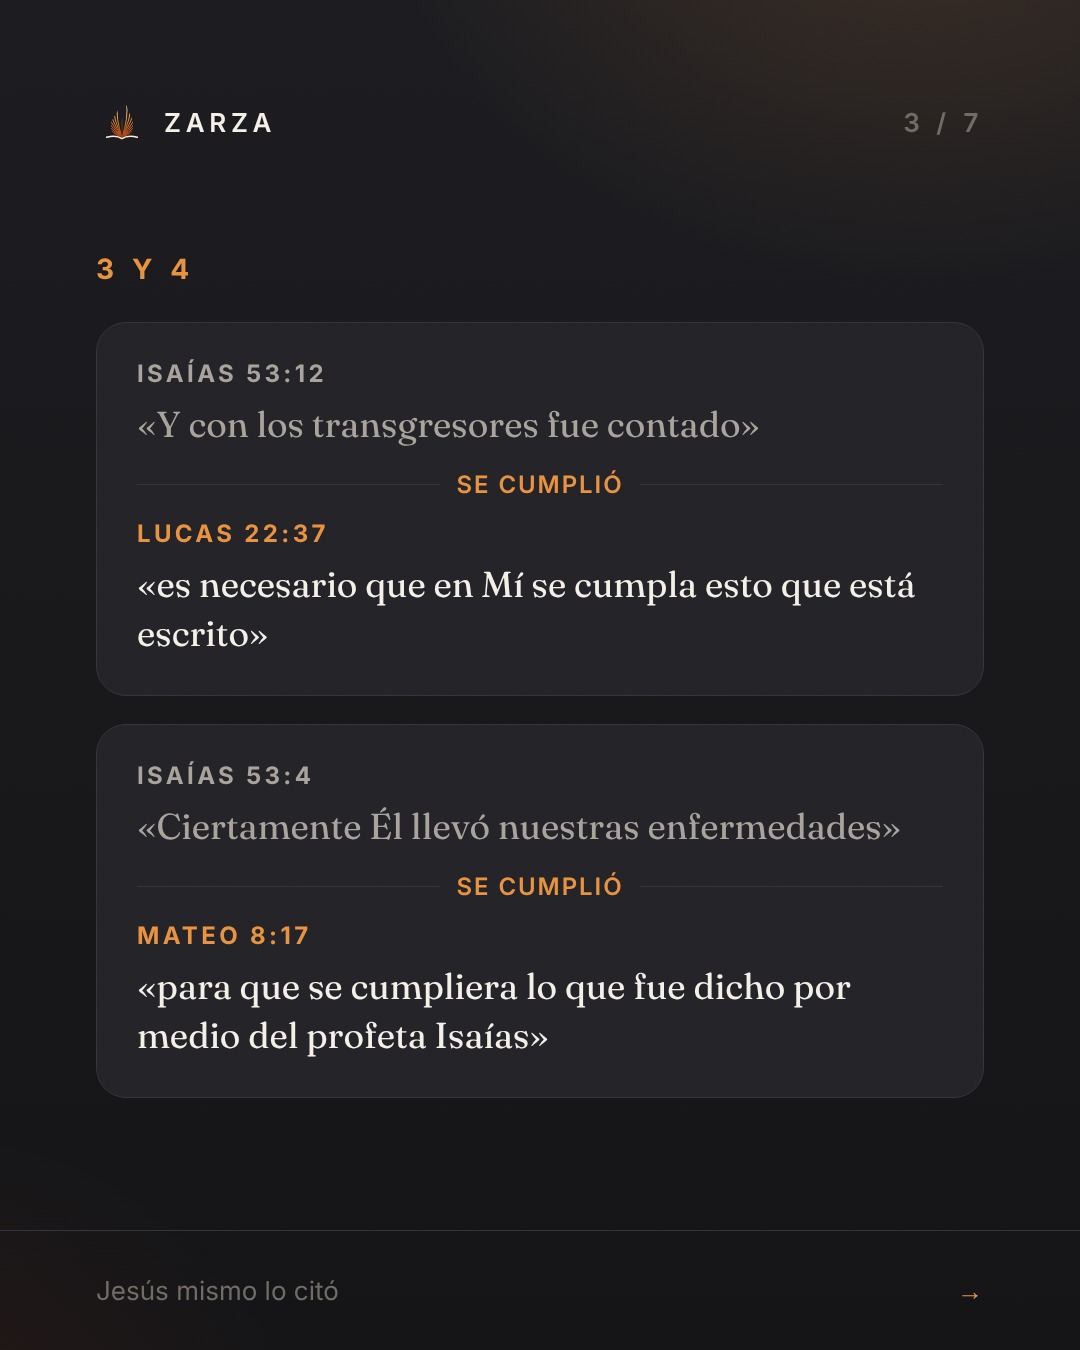 ZARZA
3 / 7
3 Y 4
ISAÍAS 53:12
«Y con los transgresores fue contado»
SE CUMPLIÓ
LUCAS 22:37
«es necesario que en Mí se cumpla esto que está
escrito»
ISAÍAS 53:4
«Ciertamente Él llevó nuestras enfermedades»
SE CUMPLIÓ
MATEO 8:17
«para que se cumpliera lo que fue dicho por
medio del profeta Isaías»
Jesús mismo lo citó
→